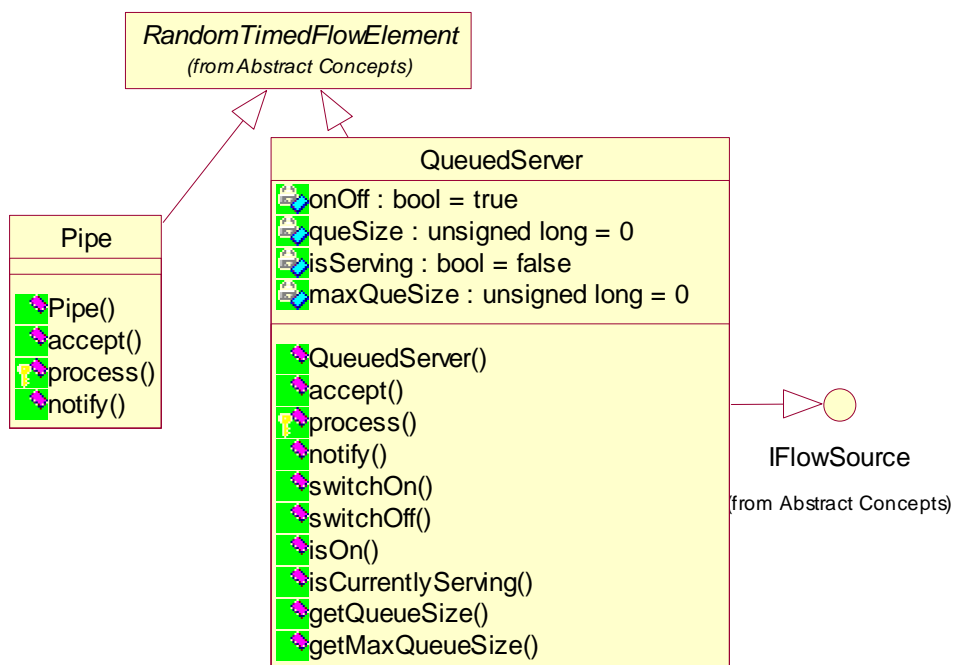 RandomTimedFlowElement
(from Abstract Concepts)
QueuedServer
onOff : bool = true
queSize : unsigned long = 0
isServing : bool = false
maxQueSize : unsigned long = 0
Pipe
Pipe()
accept()
process()
notify()
QueuedServer()
accept()
process()
notify()
switchOn()
switchOff()
isOn()
isCurrentlyServing()
getQueueSize()
getMaxQueueSize()
IFlowSource
(from Abstract Concepts)